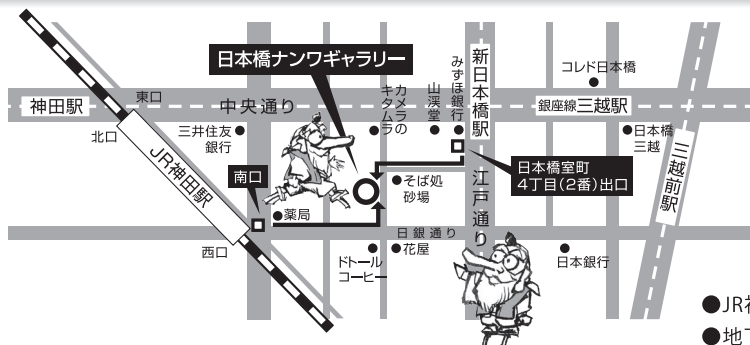 日本橋ナンワギャラリー
神田駅
東口
中央通り
北口
三井住友
銀行
カメラの
キタムラ
山渓堂
みずほ銀行
新日本橋駅
コレド日本橋
銀座線三越駅
日本橋
三越
三越前駅
JR神田駅
南口
薬局
そば処
砂場
日本橋室町
4丁目(2番)出口
江戸通り
西口
日銀通り
ドトール
コーヒー
花屋
日本銀行
●JR神
●地下